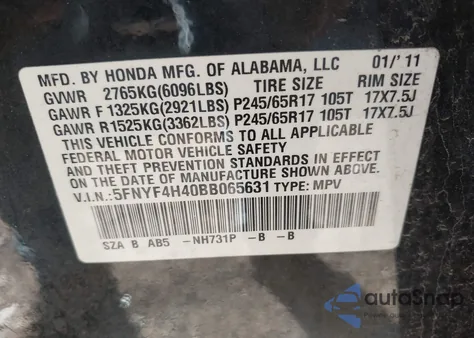 MFD. BY HONDA MFG. OF ALABAMA, LLC 01/'11
GVWR 2765KG(6096LBS) TIRE SIZE RIM SIZE
GAWR F 1325KG(2921LBS) P245/65R17 105T 17X7.5J
GAWR R1525KG(3362LBS) P245/65R17 105T 17X7.5J
THIS VEHICLE CONFORMS TO ALL APPLICABLE
FEDERAL MOTOR VEHICLE SAFETY
AND THEFT PREVENTION STANDARDS IN EFFECT
ON THE DATE OF MANUFACTURE SHOWN ABOVE.
V.I.N.:5FNYF4H40BB065631 TYPE: MPV
SZA B AB5 -NH731P -B -B
autoSnap